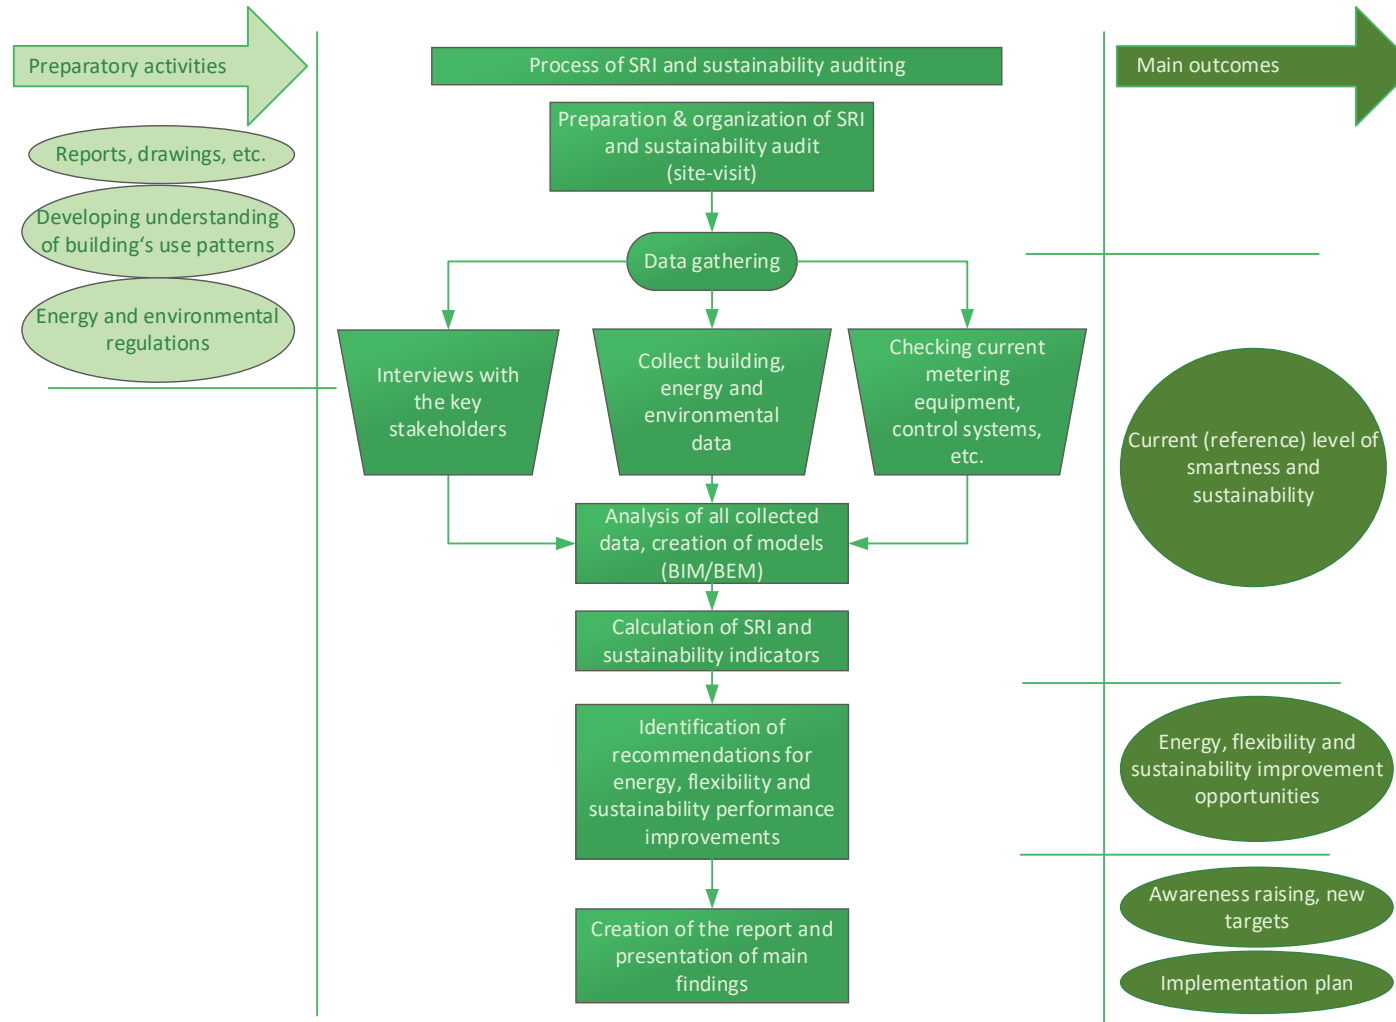 Preparatory activities
Reports, drawings, etc.
Developing understanding
of building‘s use patterns
Energy and environmental
regulations
Process of SRI and sustainability auditing
Preparation & organization of SRI
and sustainability audit
(site-visit)
Data gathering
Interviews with
the key
stakeholders
Collect building,
energy and
environmental
data
Checking current
metering
equipment,
control systems,
etc.
Analysis of all collected
data, creation of models
(BIM/BEM)
Calculation of SRI and
sustainability indicators
Identification of
recommendations for
energy, flexibility and
sustainability performance
improvements
Creation of the report and
presentation of main
findings
Main outcomes
Current (reference) level of
smartness and
sustainability
Energy, flexibility and
sustainability improvement
opportunities
Awareness raising, new
targets
Implementation plan